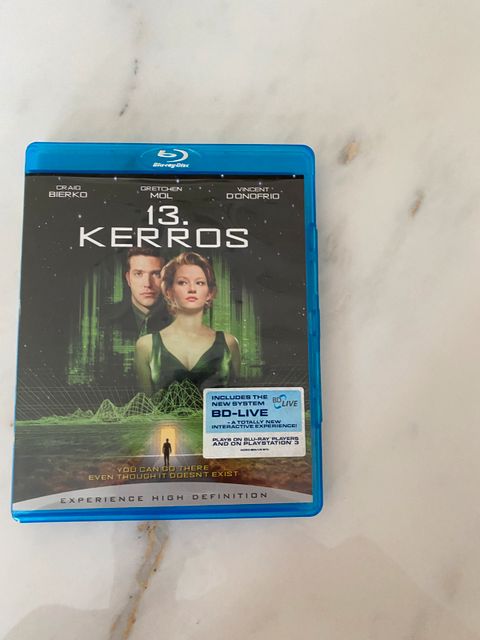 Blu-ray Disc
CRAIG BIERKO
GRETCHEN MOL
VINCENT D'ONOFRIO
13.
KERROS
INCLUDES THE
NEW SYSTEM
BD-LIVE
BD LIVE
- A TOTALLY NEW
INTERACTIVE EXPERIENCE!
PLAYS ON BLU-RAY PLAYERS
AND ON PLAYSTATION 3
YOU CAN GO THERE
EVEN THOUGH IT DOESN'T EXIST
EXPERIENCE HIGH DEFINITION